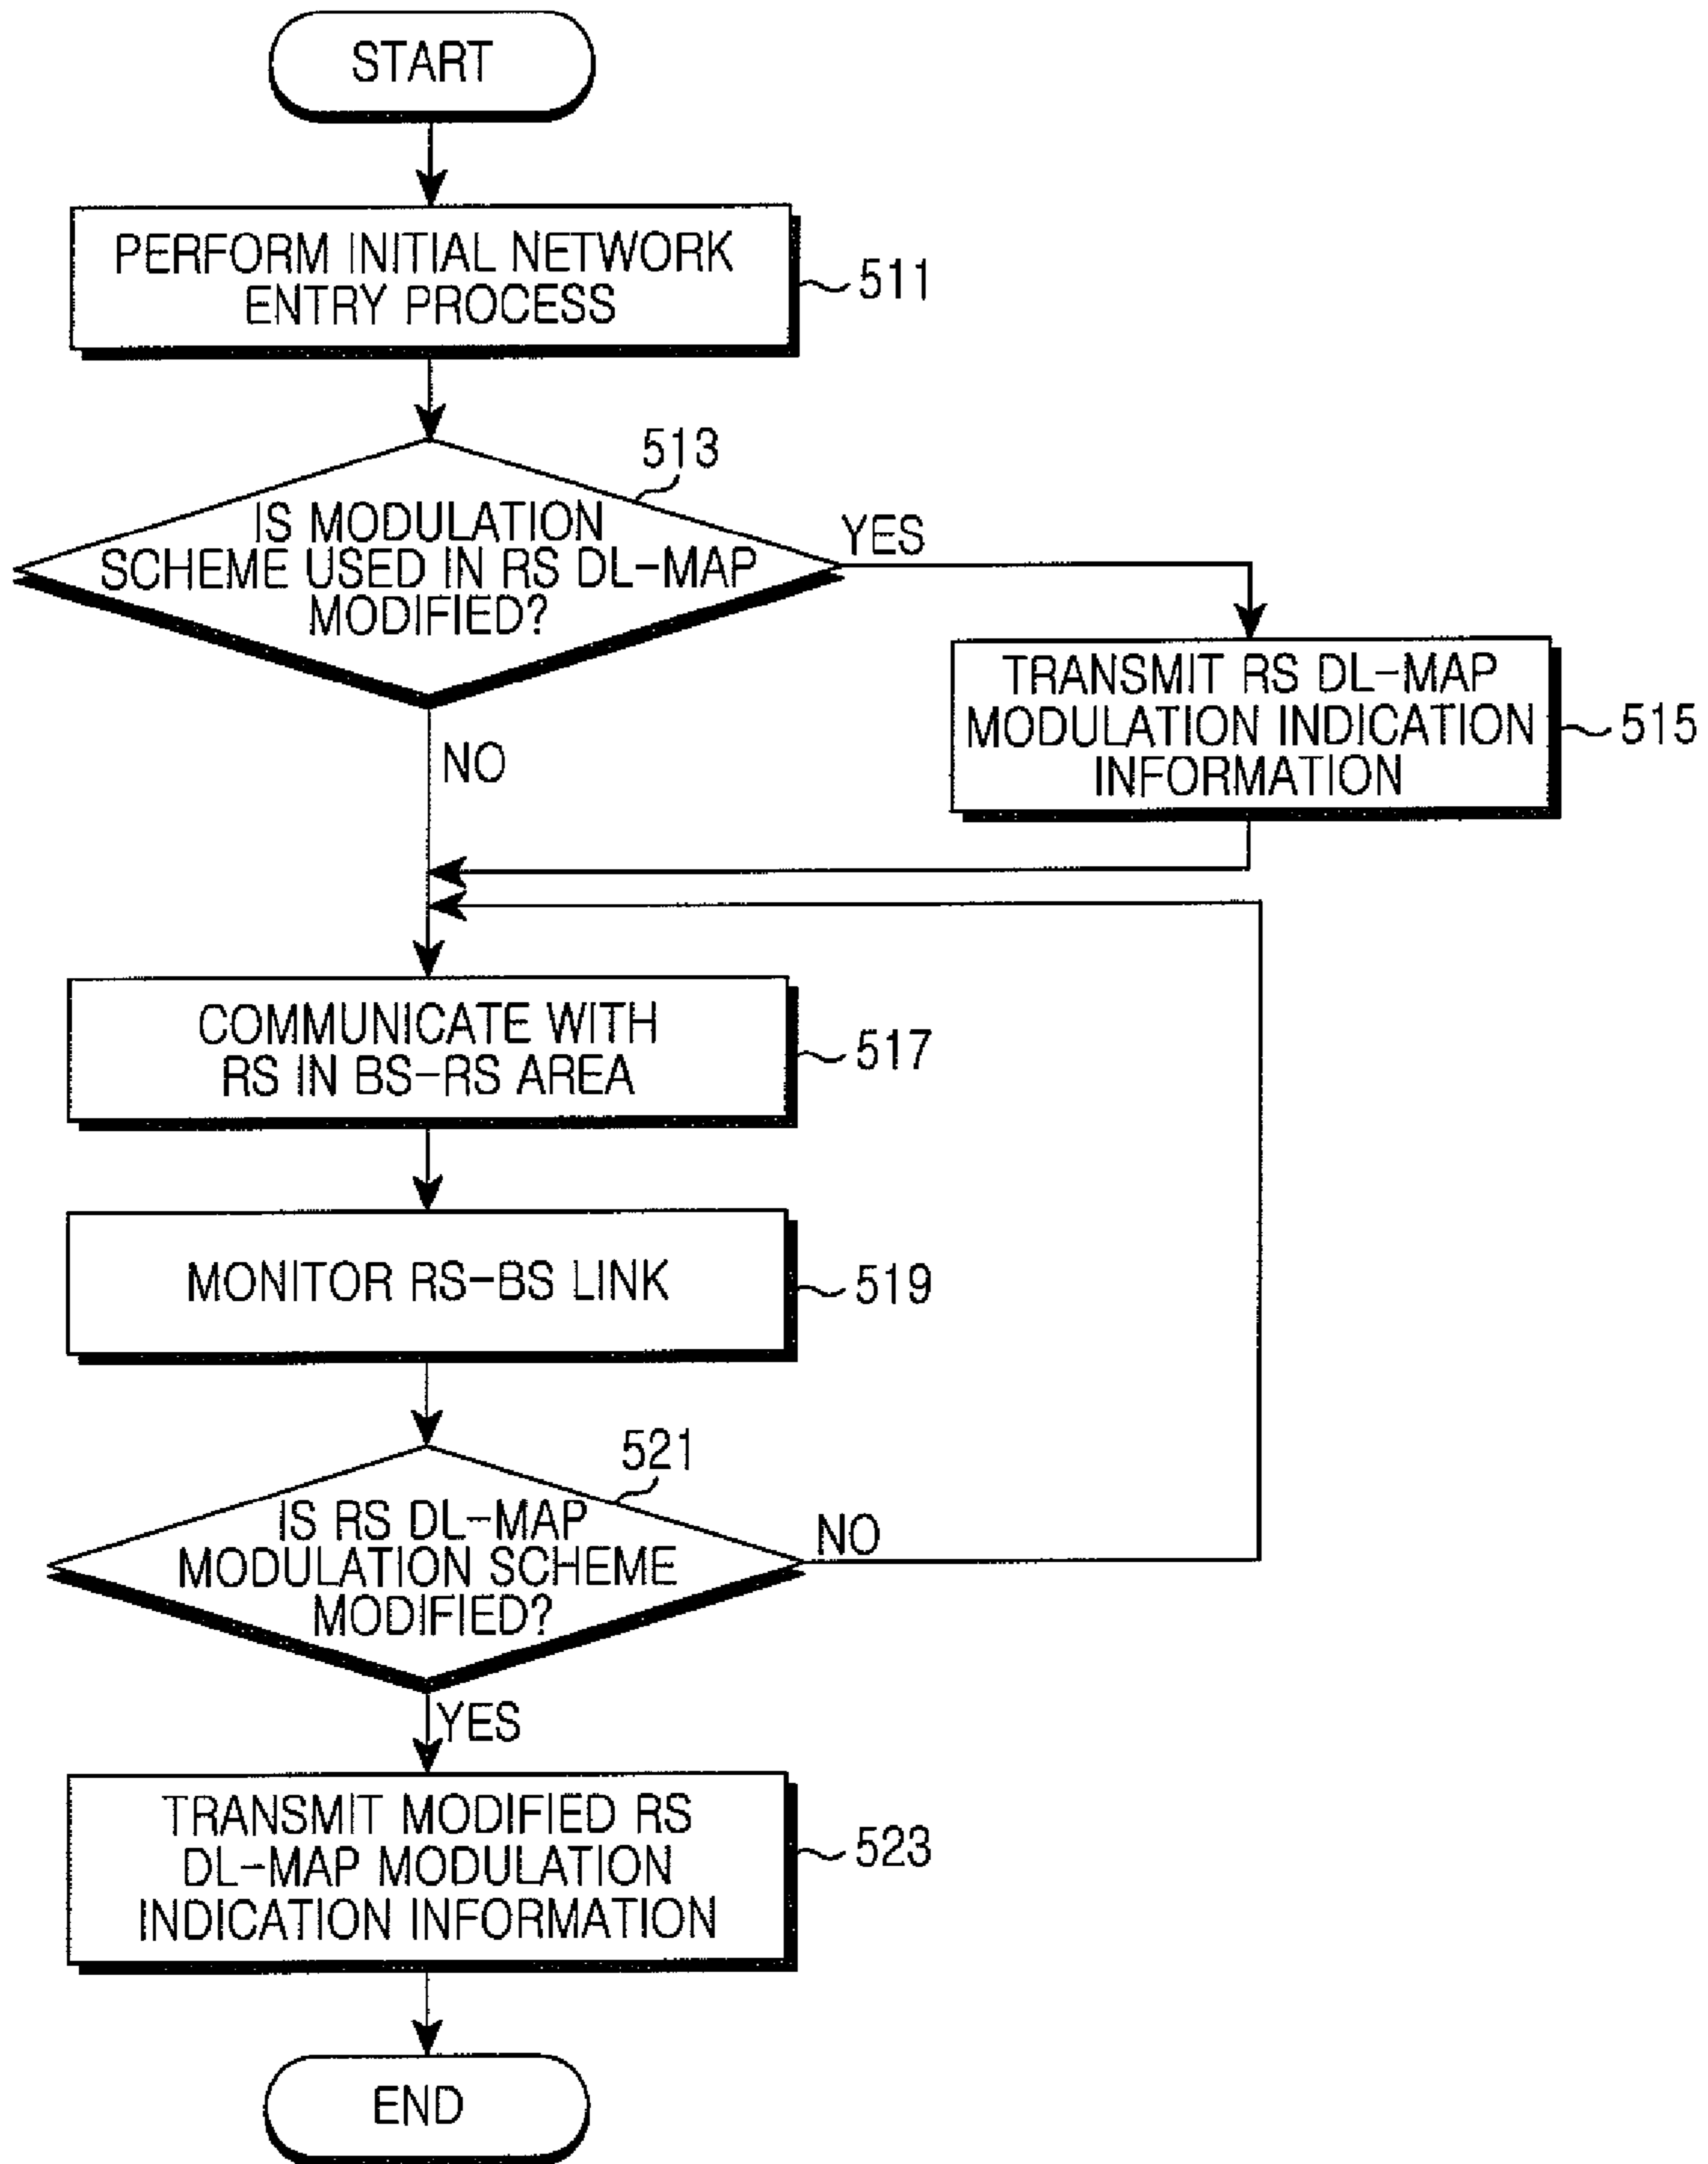 START
PERFORM INITIAL NETWORK
ENTRY PROCESS
511
513
IS MODULATION
SCHEME USED IN RS DL-MAP
MODIFIED?
YES
NO
TRANSMIT RS DL-MAP
MODULATION INDICATION
INFORMATION
515
COMMUNICATE WITH
RS IN BS-RS AREA
517
MONITOR RS-BS LINK
519
521
IS RS DL-MAP
MODULATION SCHEME
MODIFIED?
NO
YES
TRANSMIT MODIFIED RS
DL-MAP MODULATION
INDICATION INFORMATION
523
END